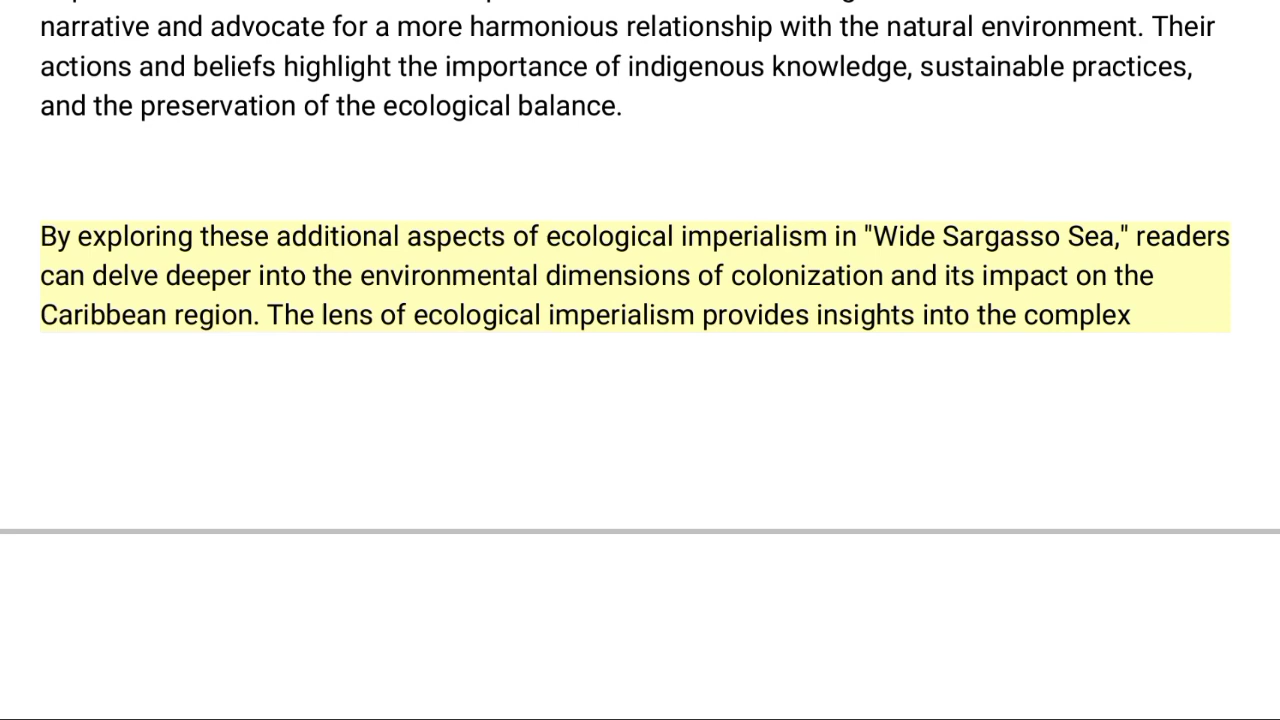 narrative and advocate for a more harmonious relationship with the natural environment. Their
actions and beliefs highlight the importance of indigenous knowledge, sustainable practices,
and the preservation of the ecological balance.
By exploring these additional aspects of ecological imperialism in "Wide Sargasso Sea," readers
can delve deeper into the environmental dimensions of colonization and its impact on the
Caribbean region. The lens of ecological imperialism provides insights into the complex